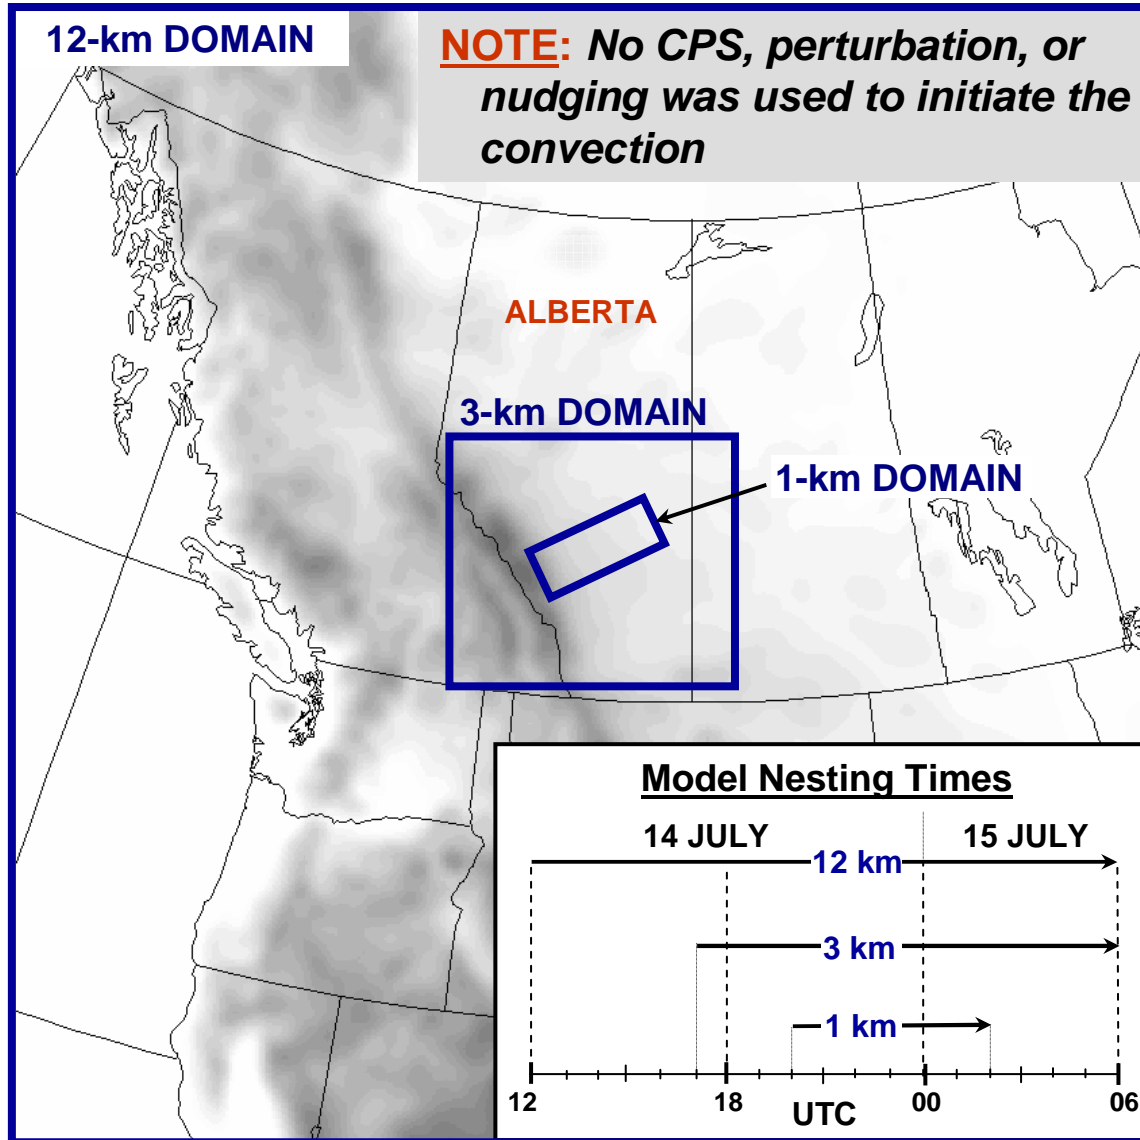 12-km DOMAIN
NOTE: No CPS, perturbation, or
nudging was used to initiate the
convection
ALBERTA
3-km DOMAIN
1-km DOMAIN
Model Nesting Times
14 JULY
15 JULY
12 km
3 km
1 km
12
18
00
06
UTC